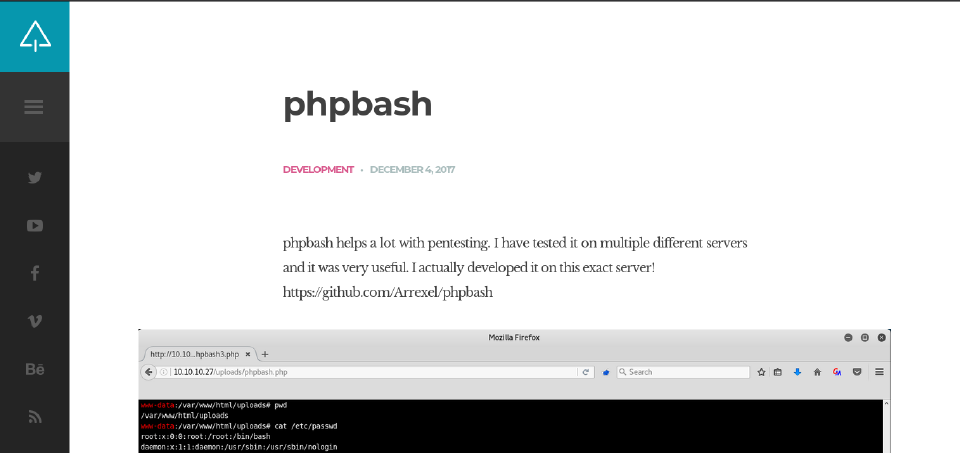 phpbash
DEVELOPMENT • DECEMBER 4, 2017
phpbash helps a lot with pentesting. I have tested it on multiple different servers
and it was very useful. I actually developed it on this exact server!
https://github.com/Arrexel/phpbash
Mozilla Firefox
http://10.10...hpbash3.php × +
10.10.10.27/uploads/phpbash.php
Search
www-data:/var/www/html/uploads# pwd
/var/www/html/uploads
www-data:/var/www/html/uploads# cat /etc/passwd
root:x:0:0:root:/root:/bin/bash
daemon:x:1:1:daemon:/usr/sbin:/usr/sbin/nologin
Bē